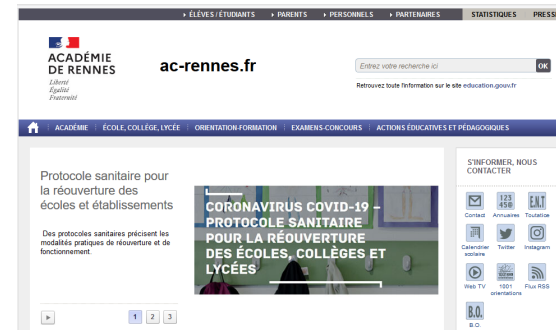 ÉLÈVES / ÉTUDIANTS PARENTS PERSONNELS PARTENAIRES STATISTIQUES PRESS
ACADÉMIE
DE RENNES
Liberté
Égalité
Fraternité
ac-rennes.fr
Entrez votre recherche ici OK
Retrouvez toute l'information sur le site education.gouv.fr
ACADÉMIE ÉCOLE, COLLÈGE, LYCÉE ORIENTATION-FORMATION EXAMENS-CONCOURS ACTIONS ÉDUCATIVES ET PÉDAGOGIQUES
Protocole sanitaire pour
la réouverture des
écoles et établissements
Des protocoles sanitaires précisent les
modalités pratiques de réouverture et de
fonctionnement.
1 2 3
CORONAVIRUS COVID-19 –
PROTOCOLE SANITAIRE
POUR LA RÉOUVERTURE
DES ÉCOLES, COLLÈGES ET
LYCÉES
S'INFORMER, NOUS
CONTACTER
123 E.N.T
45@
Contact Annuaires Toutatice
Calendrier Twitter Instagram
scolaire
Web TV 1001 Flux RSS
orientations
B.O.
B.O.